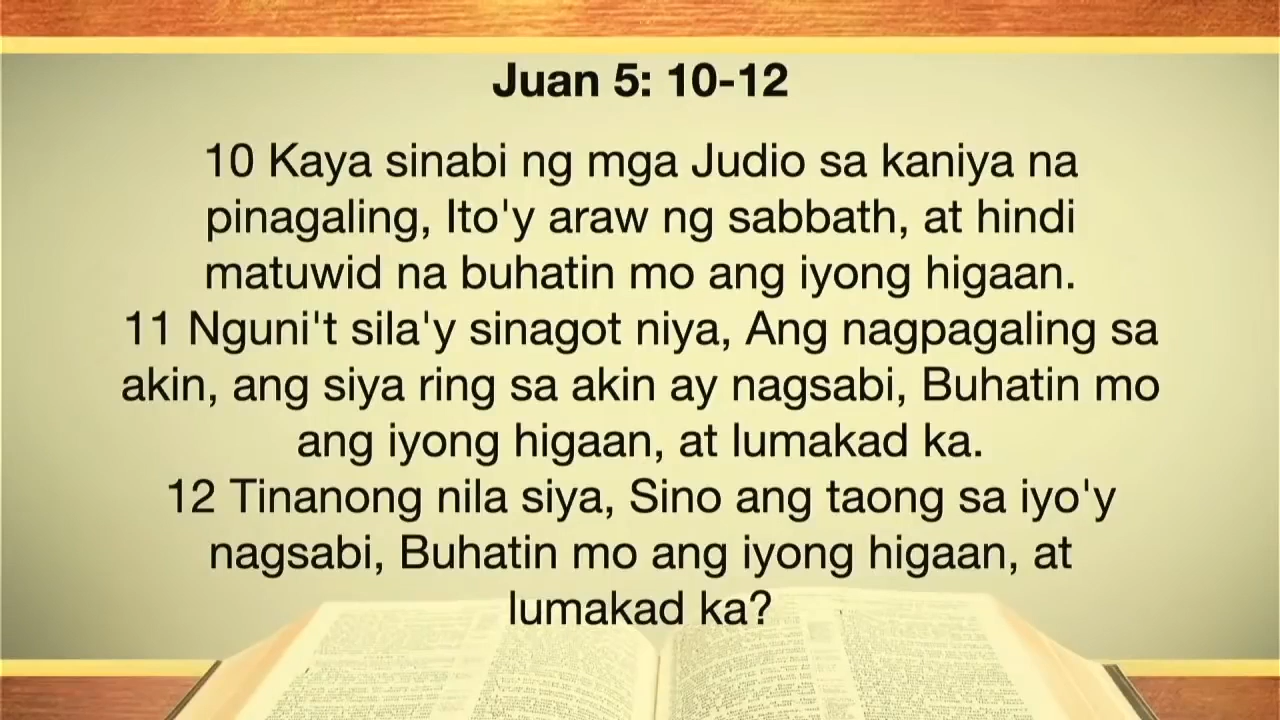 Juan 5: 10-12
10 Kaya sinabi ng mga Judio sa kaniya na
pinagaling, Ito'y araw ng sabbath, at hindi
matuwid na buhatin mo ang iyong higaan.
11 Nguni't sila'y sinagot niya, Ang nagpagaling sa
akin, ang siya ring sa akin ay nagsabi, Buhatin mo
ang iyong higaan, at lumakad ka.
12 Tinanong nila siya, Sino ang taong sa iyo'y
nagsabi, Buhatin mo ang iyong higaan, at
lumakad ka?